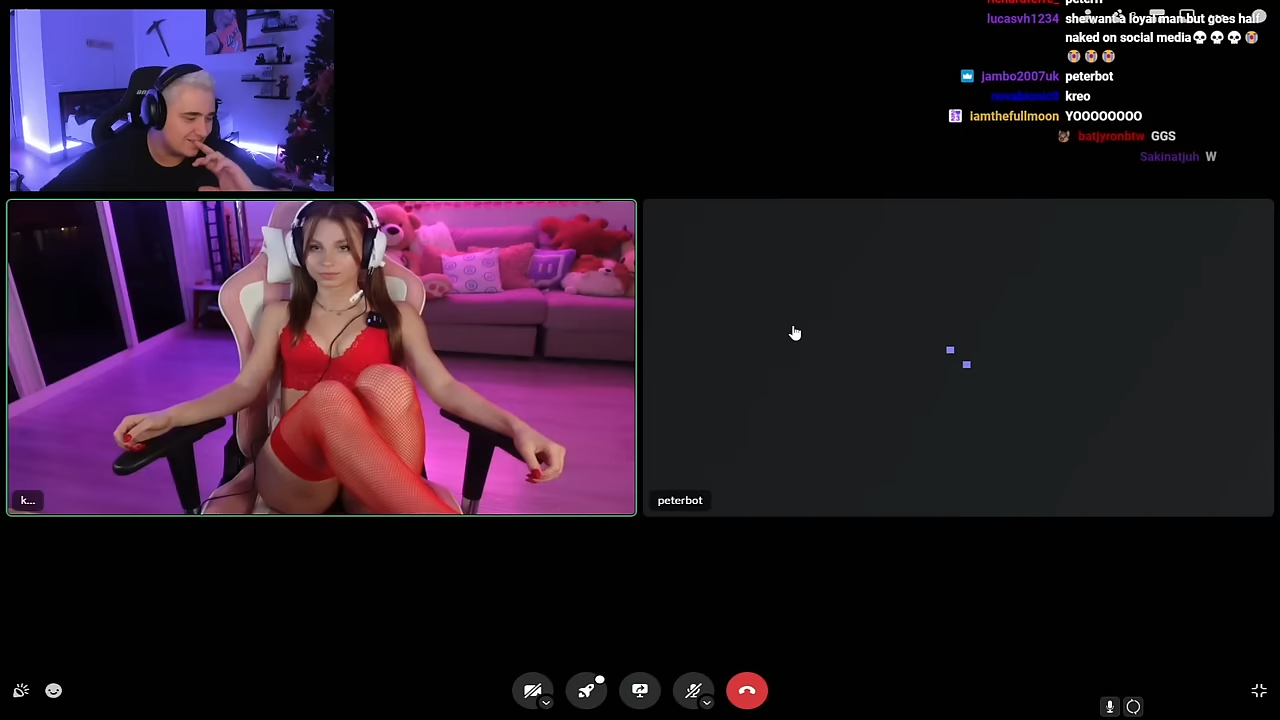 lucasvh1234 she wants a loyal man but goes half
naked on social media💀💀💀😭
😭😭😭
jambo2007uk peterbot
kreo
iamthefullmoon YOOOOOOOO
batjyronbtw GGS
Sakinatjuh W
k...
peterbot